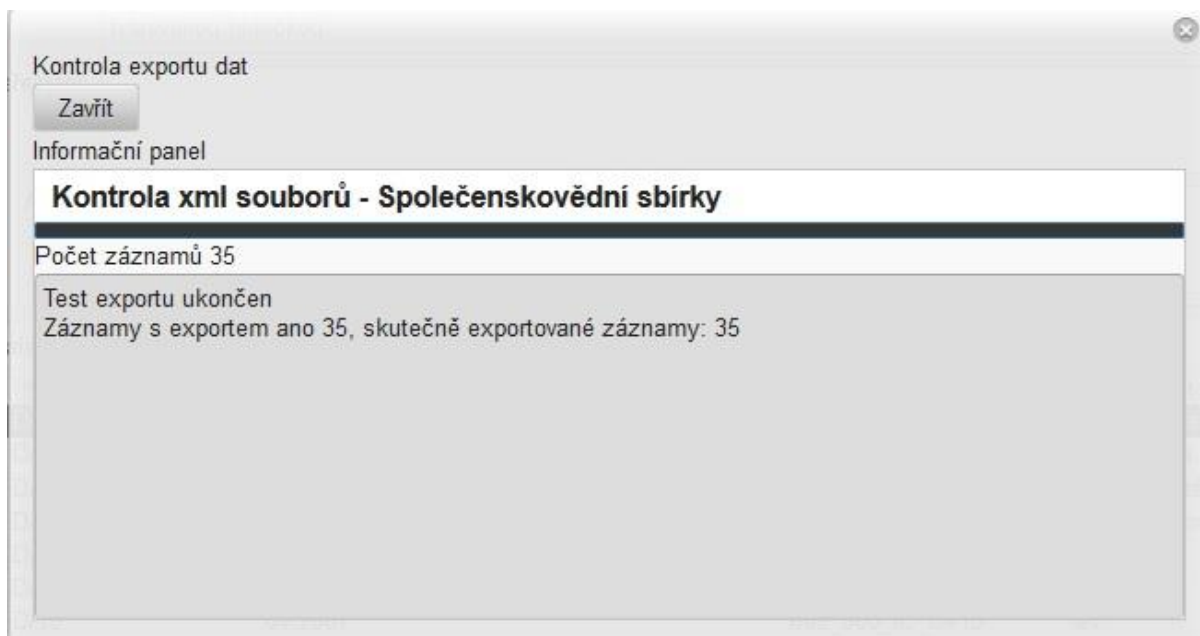 Kontrola exportu dat
Zavřít
Informační panel
Kontrola xml souborů - Společenskovědní sbírky
Počet záznamů 35
Test exportu ukončen
Záznamy s exportem ano 35, skutečně exportované záznamy: 35